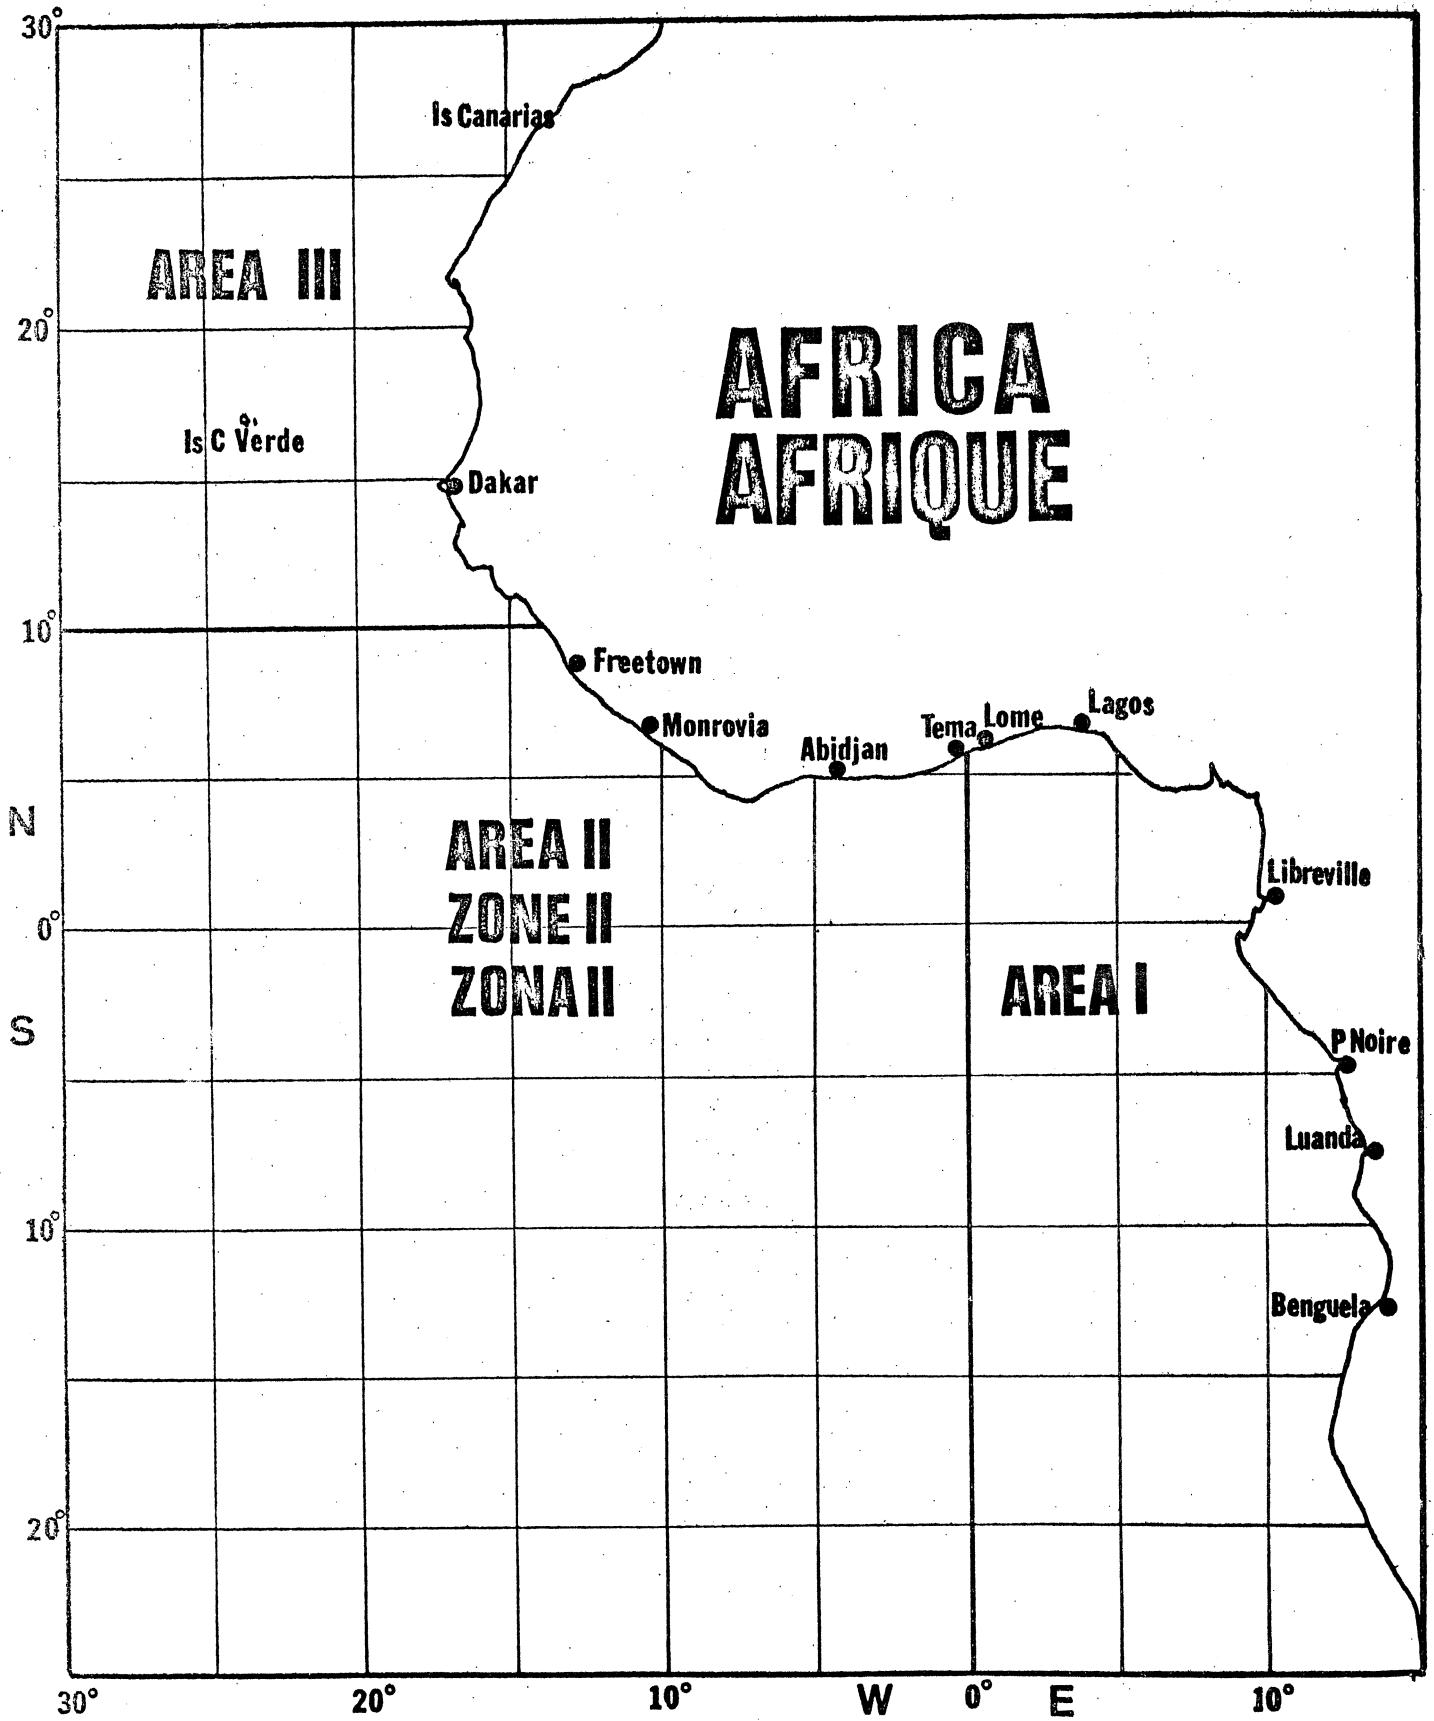 30°
Is Canarias
AREA III
20°
AFRICA
AFRIQUE
Is C Verde
Dakar
10°
Freetown
Monrovia
Abidjan
Tema
Lome
Lagos
N
AREA II
ZONE II
ZONA II
Libreville
0°
AREA I
S
P Noire
Luanda
10°
Benguela
20°
30° 20° 10° W 0° E 10°